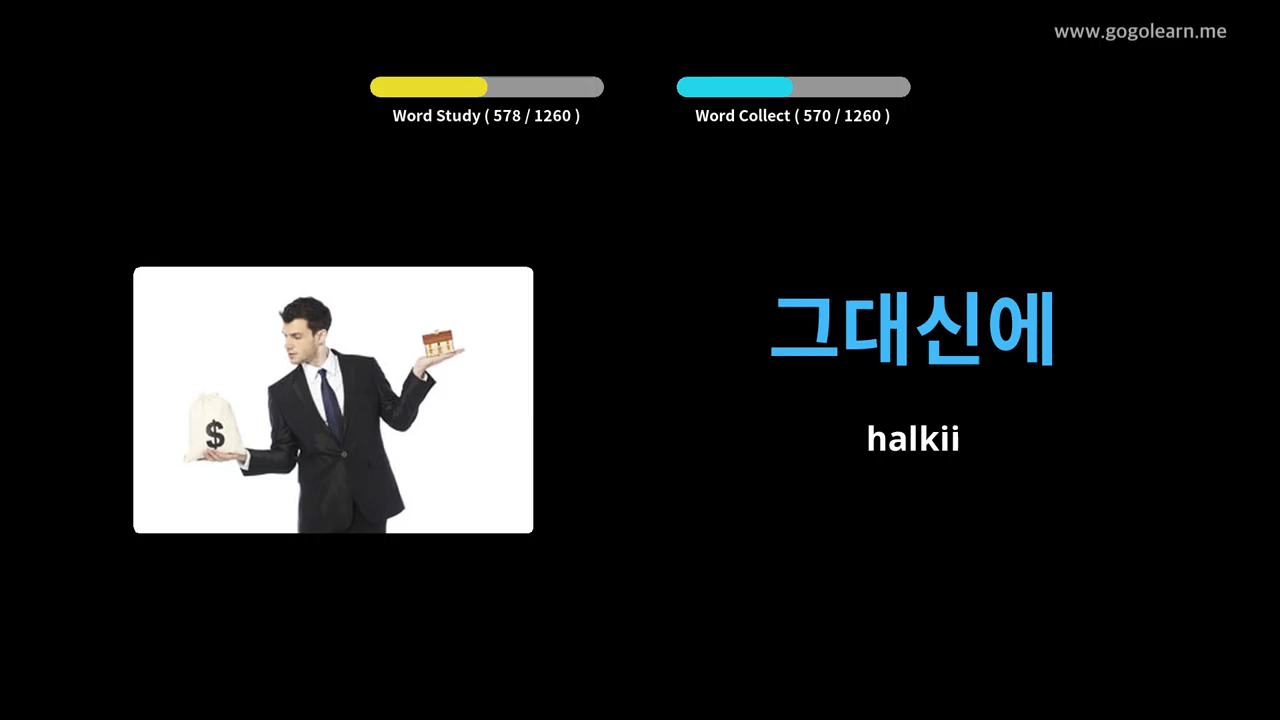 www.gogolearn.me
Word Study ( 578 / 1260 )
Word Collect ( 570 / 1260 )
그대신에
$
halkii